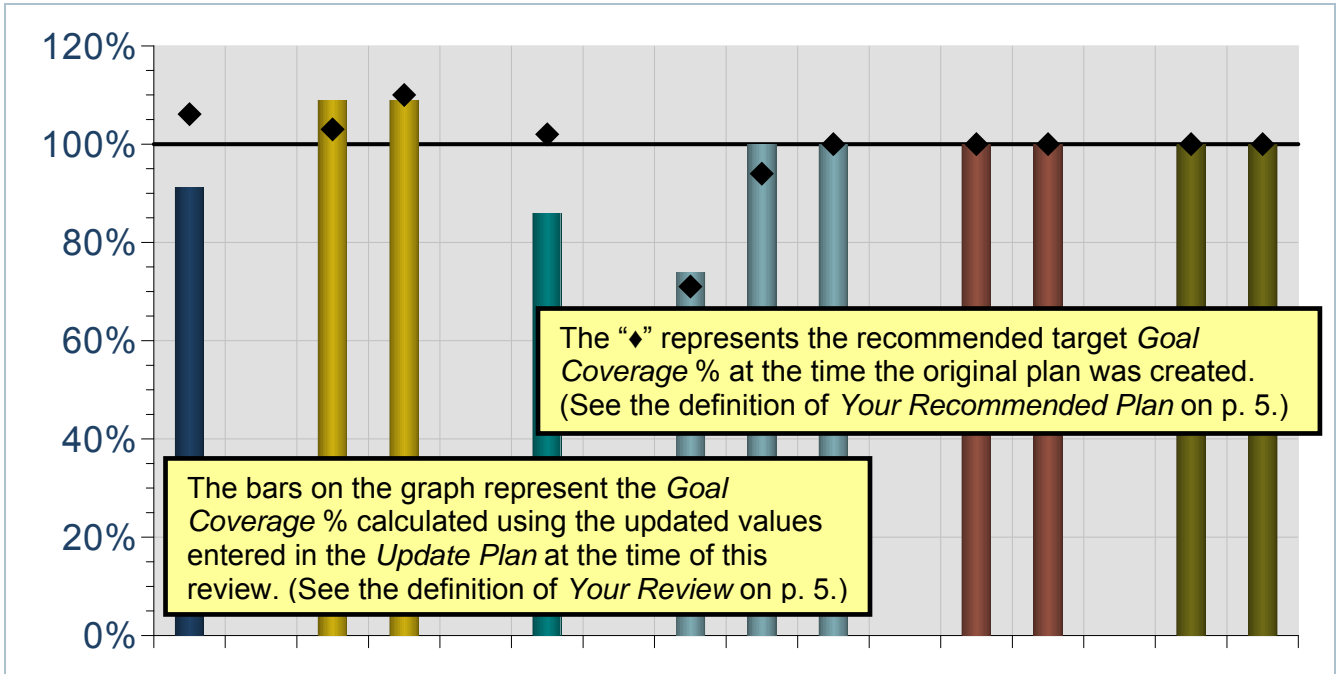 120%
100%
80%
60%
40%
20%
0%
The “♦” represents the recommended target Goal
Coverage % at the time the original plan was created.
(See the definition of Your Recommended Plan on p. 5.)
The bars on the graph represent the Goal
Coverage % calculated using the updated values
entered in the Update Plan at the time of this
review. (See the definition of Your Review on p. 5.)